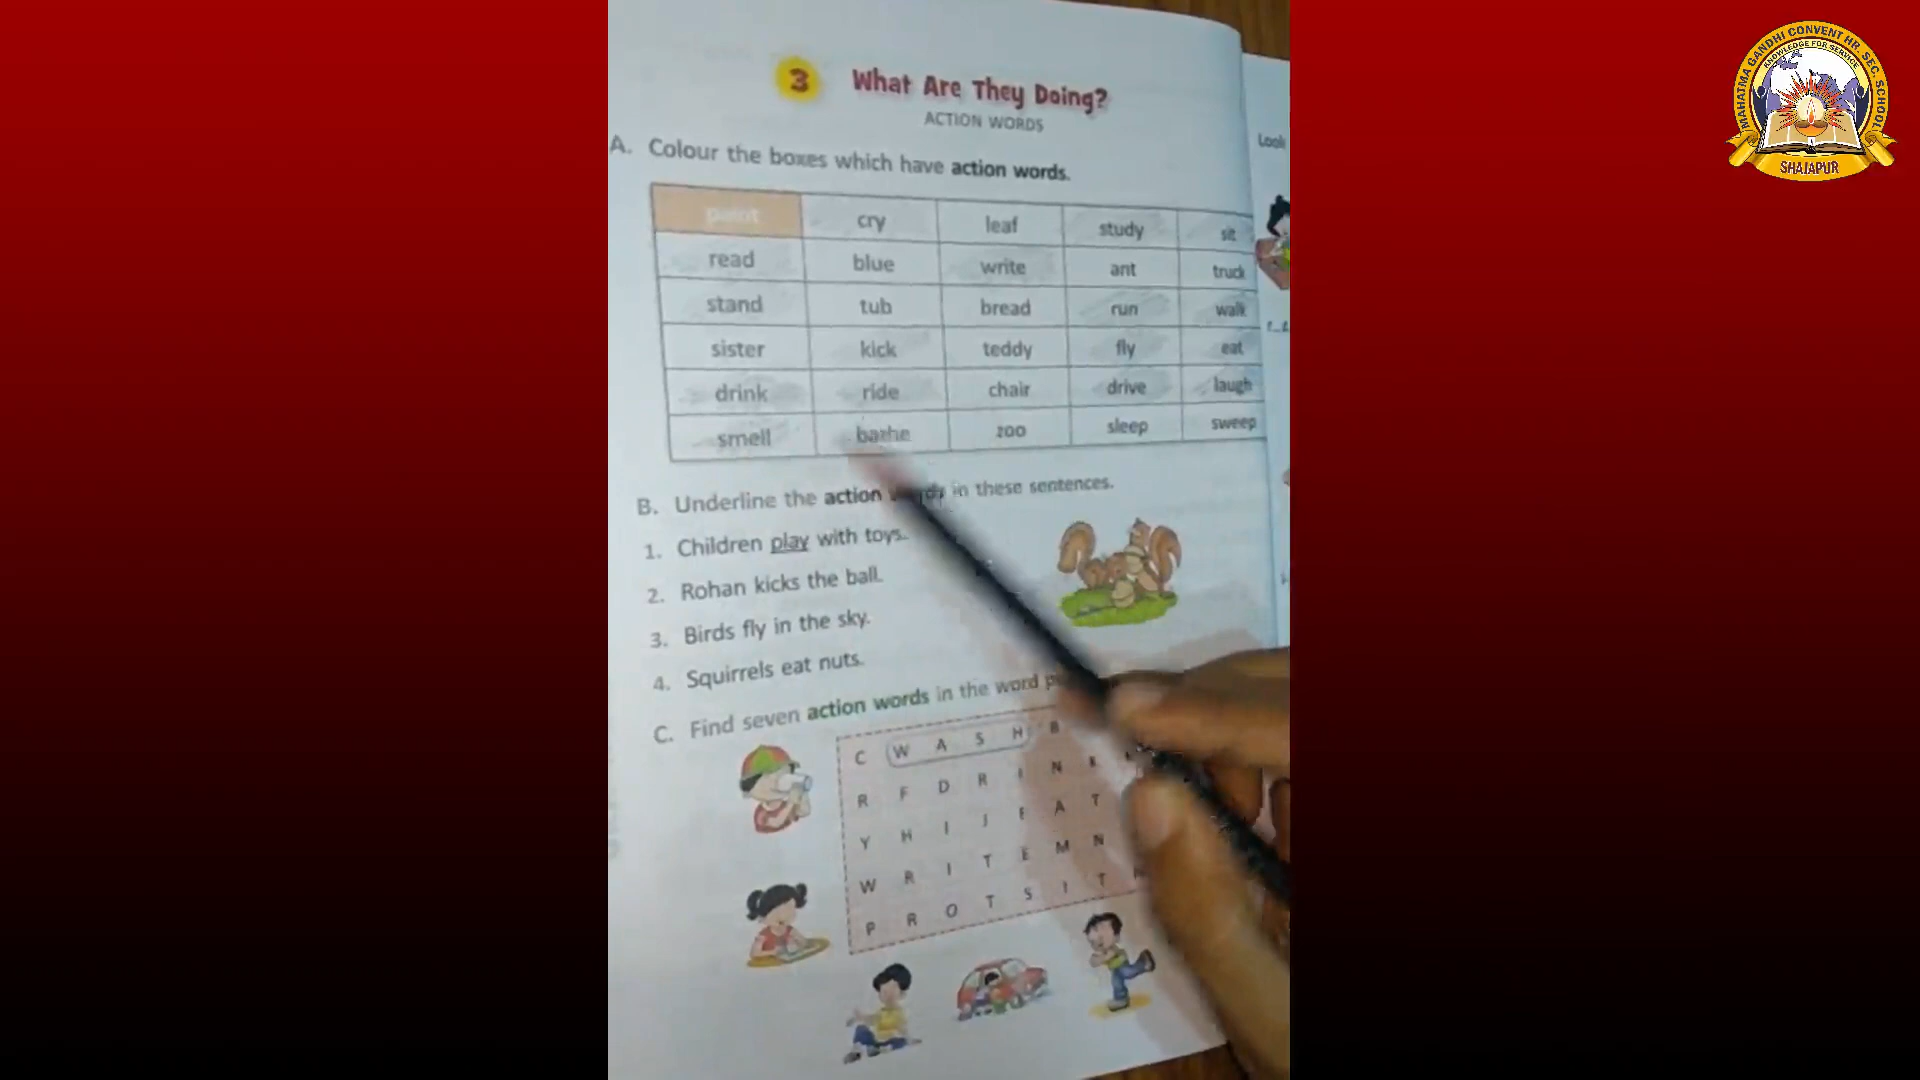 MAHATMA GANDHI CONVENT HR. SEC. SCHOOL
KNOWLEDGE FOR SERVICE
SHAJAPUR
3 What Are They Doing?
ACTION WORDS
Look
A. Colour the boxes which have action words.
paint cry leaf study sit
read blue write ant truck
stand tub bread run walk
sister kick teddy fly eat
drink ride chair drive laugh
smell bathe zoo sleep sweep
B. Underline the action in these sentences.
1. Children play with toys.
2. Rohan kicks the ball.
3. Birds fly in the sky.
4. Squirrels eat nuts.
C. Find seven action words in the word
C W A S H B
R F D R I N K
Y H I J E A T
W R I T E M N
P R O T S I T